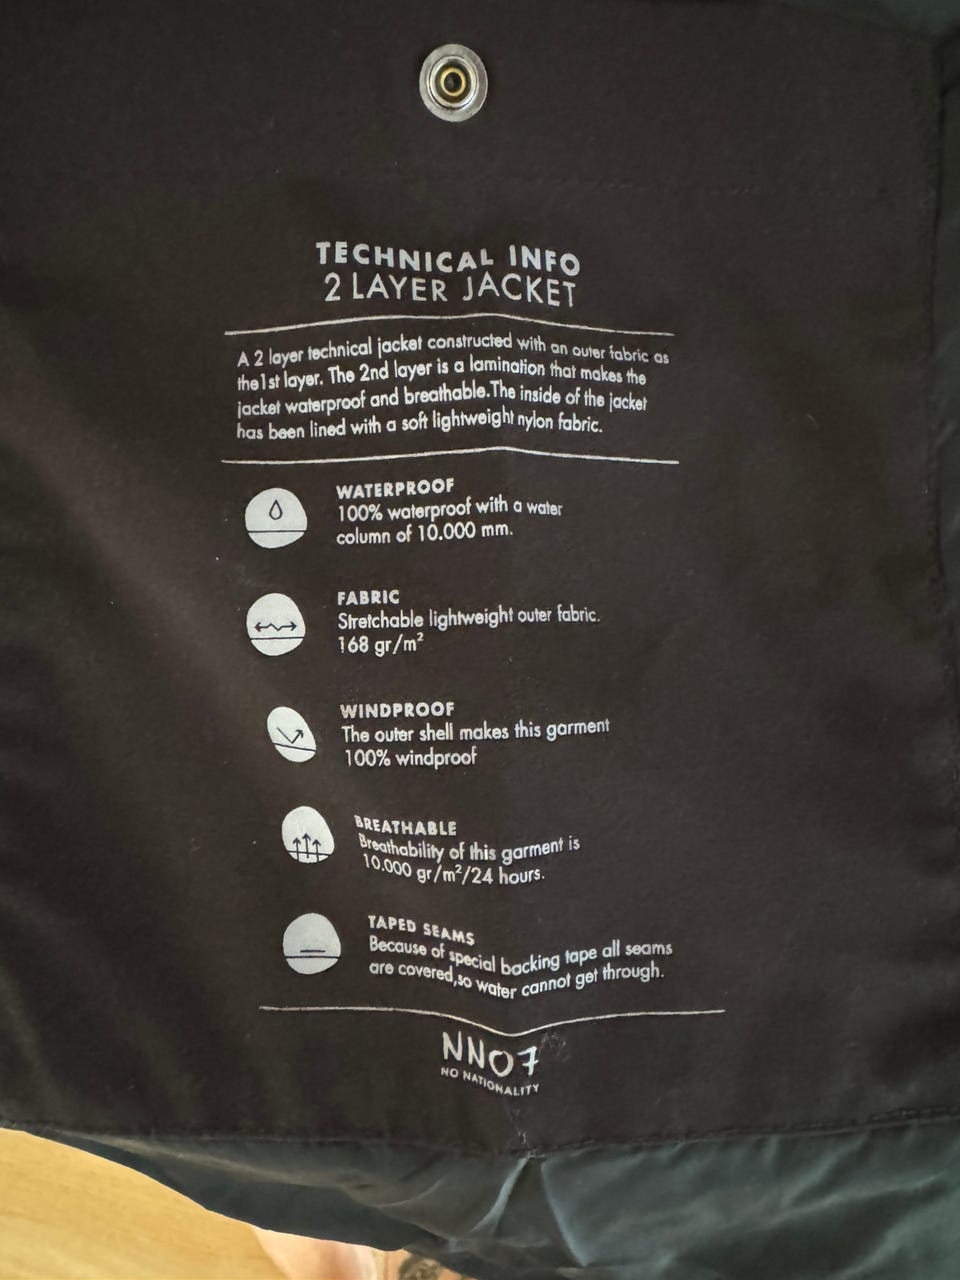 TECHNICAL INFO
2 LAYER JACKET
A 2 layer technical jacket constructed with an outer fabric as
the1st layer. The 2nd layer is a lamination that makes the
jacket waterproof and breathable.The inside of the jacket
has been lined with a soft lightweight nylon fabric.
WATERPROOF
100% waterproof with a water
column of 10.000 mm.
FABRIC
Stretchable lightweight outer fabric.
168 gr/m²
WINDPROOF
The outer shell makes this garment
100% windproof
BREATHABLE
Breathability of this garment is
10.000 gr/m²/24 hours.
TAPED SEAMS
Because of special backing tape all seams
are covered,so water cannot get through.
NNO7
NO NATIONALITY